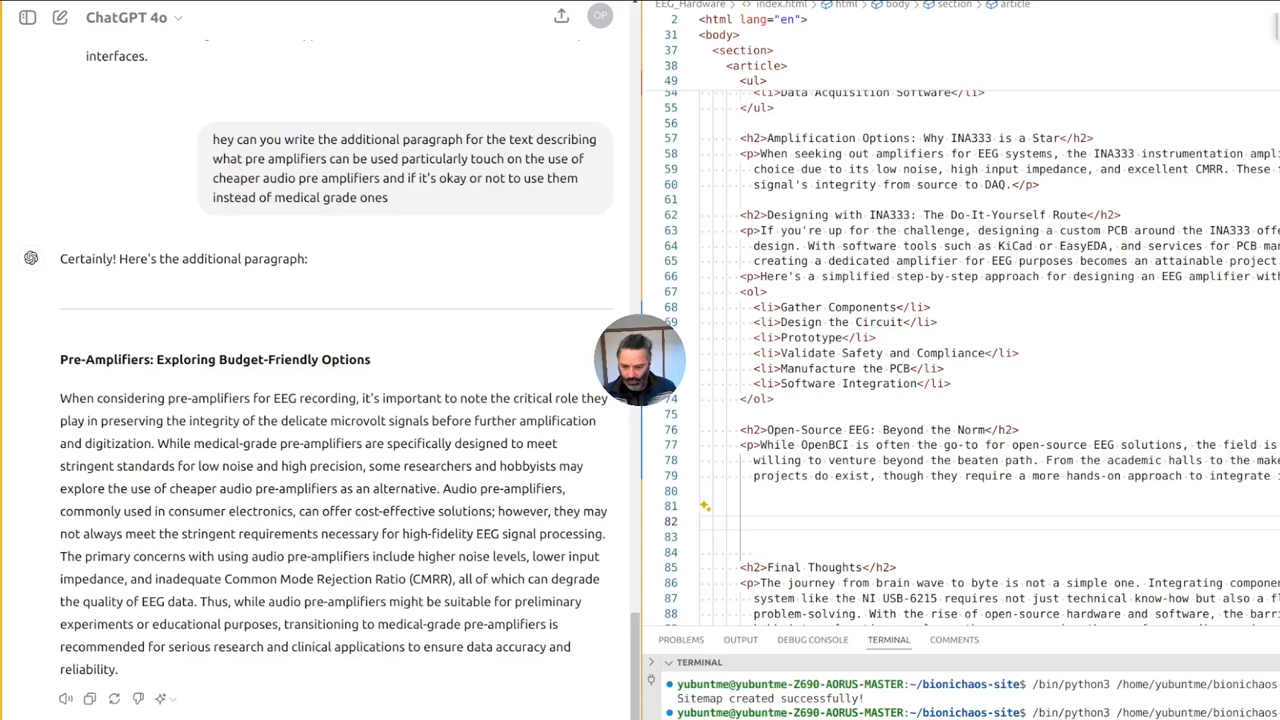 ChatGPT 4o
OP
interfaces.
hey can you write the additional paragraph for the text describing
what pre amplifiers can be used particularly touch on the use of
cheaper audio pre amplifiers and if it's okay or not to use them
instead of medical grade ones
Certainly! Here's the additional paragraph:
Pre-Amplifiers: Exploring Budget-Friendly Options
When considering pre-amplifiers for EEG recording, it's important to note the critical role they
play in preserving the integrity of the delicate microvolt signals before further amplification
and digitization. While medical-grade pre-amplifiers are specifically designed to meet
stringent standards for low noise and high precision, some researchers and hobbyists may
explore the use of cheaper audio pre-amplifiers as an alternative. Audio pre-amplifiers,
commonly used in consumer electronics, can offer cost-effective solutions; however, they may
not always meet the stringent requirements necessary for high-fidelity EEG signal processing.
The primary concerns with using audio pre-amplifiers include higher noise levels, lower input
impedance, and inadequate Common Mode Rejection Ratio (CMRR), all of which can degrade
the quality of EEG data. Thus, while audio pre-amplifiers might be suitable for preliminary
experiments or educational purposes, transitioning to medical-grade pre-amplifiers is
recommended for serious research and clinical applications to ensure data accuracy and
reliability.
EEG_Hardware > index.html > html > body > section > article
2 <html lang="en">
31 <body>
37 <section>
38 <article>
49 <ul>
54 <li>Data Acquisition Software</li>
55 </ul>
56
57 <h2>Amplification Options: Why INA333 is a Star</h2>
58 <p>When seeking out amplifiers for EEG systems, the INA333 instrumentation ampli
59 choice due to its low noise, high input impedance, and excellent CMRR. These
60 signal's integrity from source to DAQ.</p>
61
62 <h2>Designing with INA333: The Do-It-Yourself Route</h2>
63 <p>If you're up for the challenge, designing a custom PCB around the INA333 offe
64 design. With software tools such as KiCad or EasyEDA, and services for PCB man
65 creating a dedicated amplifier for EEG purposes becomes an attainable project.
66 <p>Here's a simplified step-by-step approach for designing an EEG amplifier with
67 <ol>
68 <li>Gather Components</li>
69 <li>Design the Circuit</li>
<li>Prototype</li>
<li>Validate Safety and Compliance</li>
<li>Manufacture the PCB</li>
<li>Software Integration</li>
74 </ol>
75
76 <h2>Open-Source EEG: Beyond the Norm</h2>
77 <p>While OpenBCI is often the go-to for open-source EEG solutions, the field is
78 willing to venture beyond the beaten path. From the academic halls to the make
79 projects do exist, though they require a more hands-on approach to integrate
80
81
82
83
84
85 <h2>Final Thoughts</h2>
86 <p>The journey from brain wave to byte is not a simple one. Integrating compone
87 system like the NI USB-6215 requires not just technical know-how but also a fl
88 problem-solving. With the rise of open-source hardware and software, the barri
PROBLEMS OUTPUT DEBUG CONSOLE TERMINAL COMMENTS
TERMINAL
yubuntme@yubuntme-Z690-AORUS-MASTER:~/bionichaos-site$ /bin/python3 /home/yubuntme/bionichaos
Sitemap created successfully!
yubuntme@yubuntme-Z690-AORUS-MASTER:~/bionichaos-site$ /bin/python3 /home/yubuntme/bionichaos